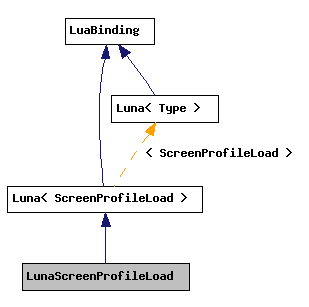 LuaBinding
Luna< Type >
< ScreenProfileLoad >
Luna< ScreenProfileLoad >
LunaScreenProfileLoad